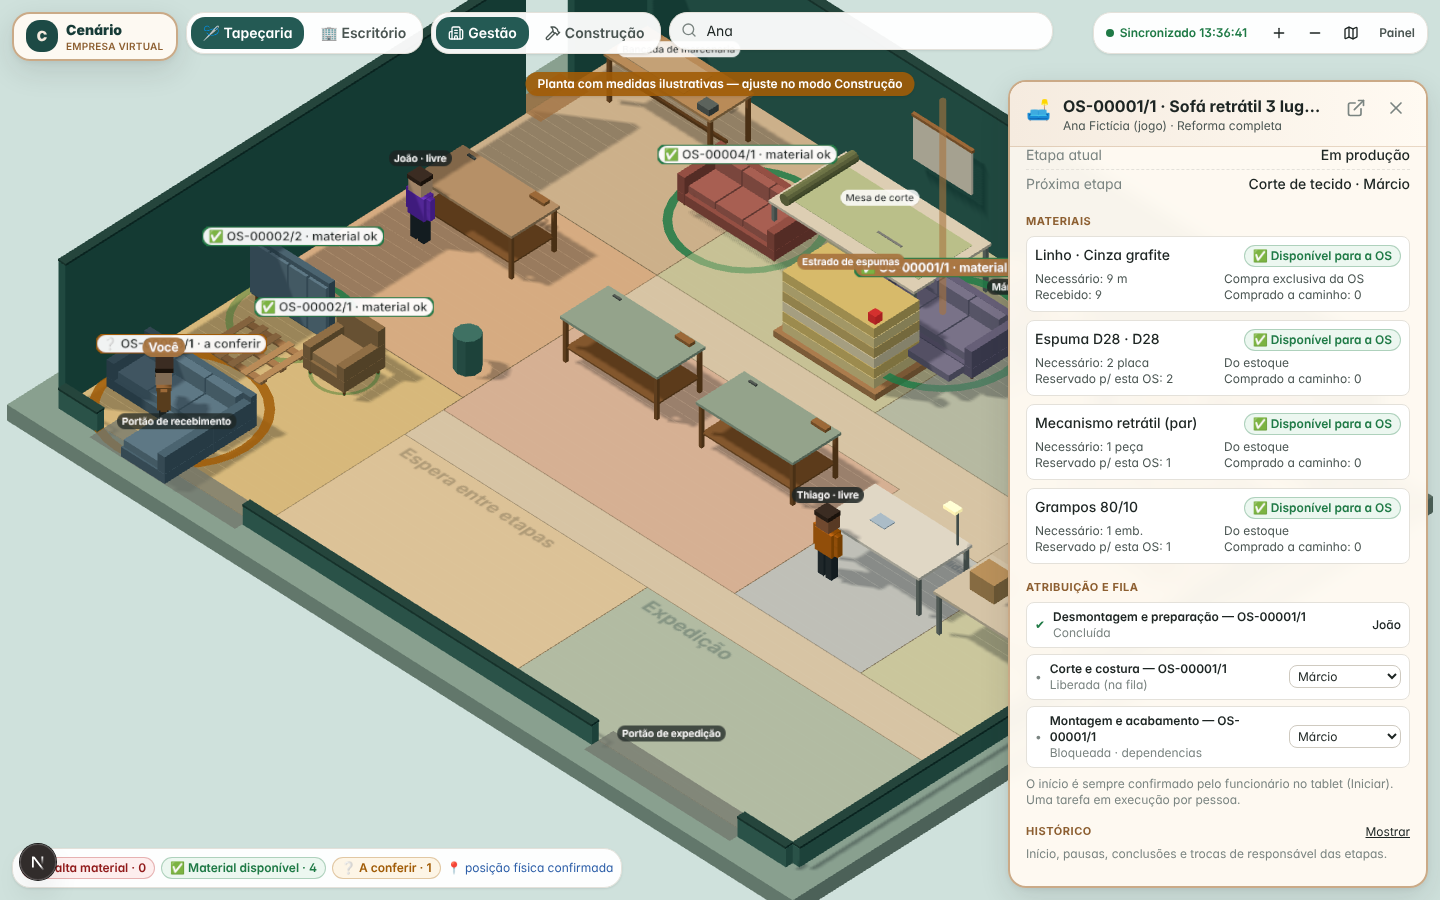 C
Cenário
EMPRESA VIRTUAL
Tapeçaria
Escritório
Gestão
Construção
Ana
Sincronizado 13:36:41
Painel
Planta com medidas ilustrativas — ajuste no modo Construção
João · livre
OS-00004/1 · material ok
Mesa de corte
OS-00002/2 · material ok
Estrado de espumas
00001/1 · material
OS-00002/1 · material ok
/1 · a conferir
Você
Portão de recebimento
Espera entre etapas
Thiago · livre
Expedição
Portão de expedição
N
alta material · 0
Material disponível · 4
A conferir · 1
posição física confirmada
OS-00001/1 · Sofá retrátil 3 lug...
Ana Fictícia (jogo) · Reforma completa
Etapa atual
Em produção
Próxima etapa
Corte de tecido · Márcio
MATERIAIS
Linho · Cinza grafite
Disponível para a OS
Necessário: 9 m
Compra exclusiva da OS
Recebido: 9
Comprado a caminho: 0
Espuma D28 · D28
Disponível para a OS
Necessário: 2 placa
Do estoque
Reservado p/ esta OS: 2
Comprado a caminho: 0
Mecanismo retrátil (par)
Disponível para a OS
Necessário: 1 peça
Do estoque
Reservado p/ esta OS: 1
Comprado a caminho: 0
Grampos 80/10
Disponível para a OS
Necessário: 1 emb.
Do estoque
Reservado p/ esta OS: 1
Comprado a caminho: 0
ATRIBUIÇÃO E FILA
Desmontagem e preparação — OS-00001/1
Concluída
João
Corte e costura — OS-00001/1
Liberada (na fila)
Márcio
Montagem e acabamento — OS-
00001/1
Bloqueada · dependencias
Márcio
O início é sempre confirmado pelo funcionário no tablet (Iniciar).
Uma tarefa em execução por pessoa.
HISTÓRICO
Mostrar
Início, pausas, conclusões e trocas de responsável das etapas.